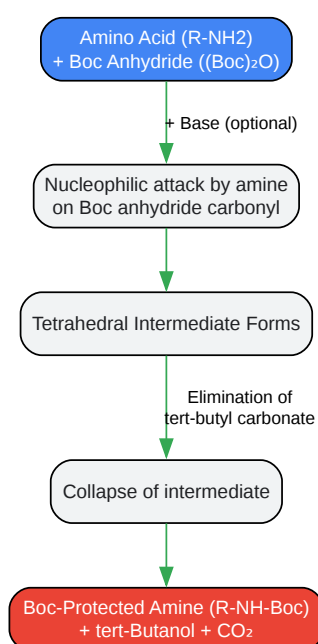 Amino Acid (R-NH2)
+ Boc Anhydride ((Boc)₂O)
+ Base (optional)
Nucleophilic attack by amine
on Boc anhydride carbonyl
Tetrahedral Intermediate Forms
Elimination of
tert-butyl carbonate
Collapse of intermediate
Boc-Protected Amine (R-NH-Boc)
+ tert-Butanol + CO₂